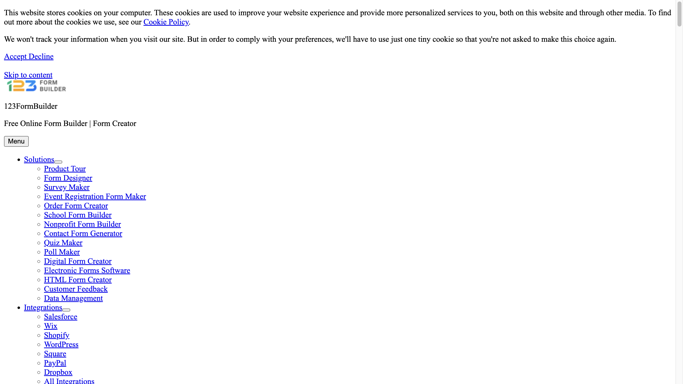 This website stores cookies on your computer. These cookies are used to improve your website experience and provide more personalized services to you, both on this website and through other media. To find
out more about the cookies we use, see our Cookie Policy.
We won't track your information when you visit our site. But in order to comply with your preferences, we'll have to use just one tiny cookie so that you're not asked to make this choice again.
Accept Decline
Skip to content
123 FORM BUILDER
123FormBuilder
Free Online Form Builder | Form Creator
Menu
Solutions
Product Tour
Form Designer
Survey Maker
Event Registration Form Maker
Order Form Creator
School Form Builder
Nonprofit Form Builder
Contact Form Generator
Quiz Maker
Poll Maker
Digital Form Creator
Electronic Forms Software
HTML Form Creator
Customer Feedback
Data Management
Integrations
Salesforce
Wix
Shopify
WordPress
Square
PayPal
Dropbox
All Integrations